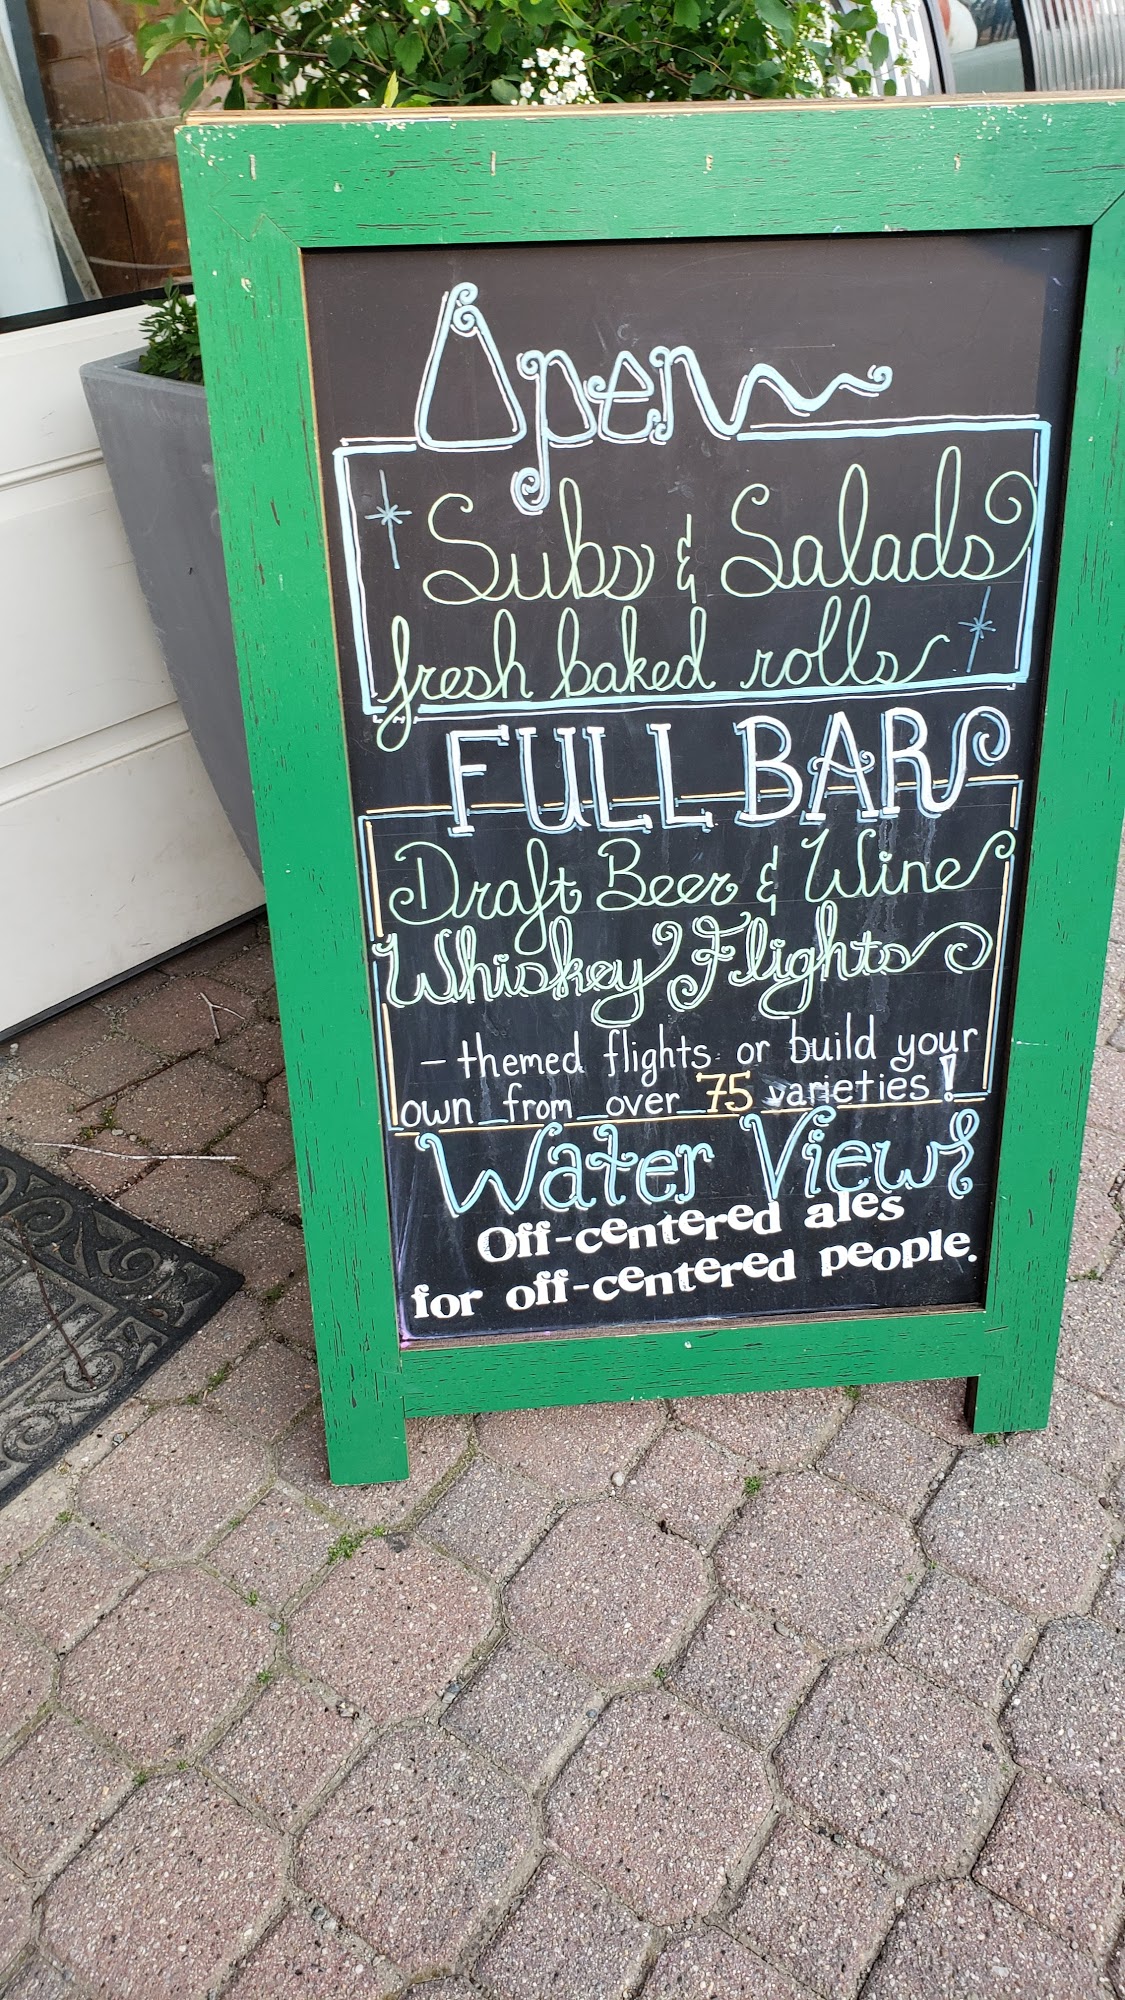 Open
Subs & Salads
fresh baked rolls
FULL BAR
Draft Beer & Wine
Whiskey Flights
- themed flights or build your
own from over 75 varieties!
Water View
Off-centered ales
for off-centered people.